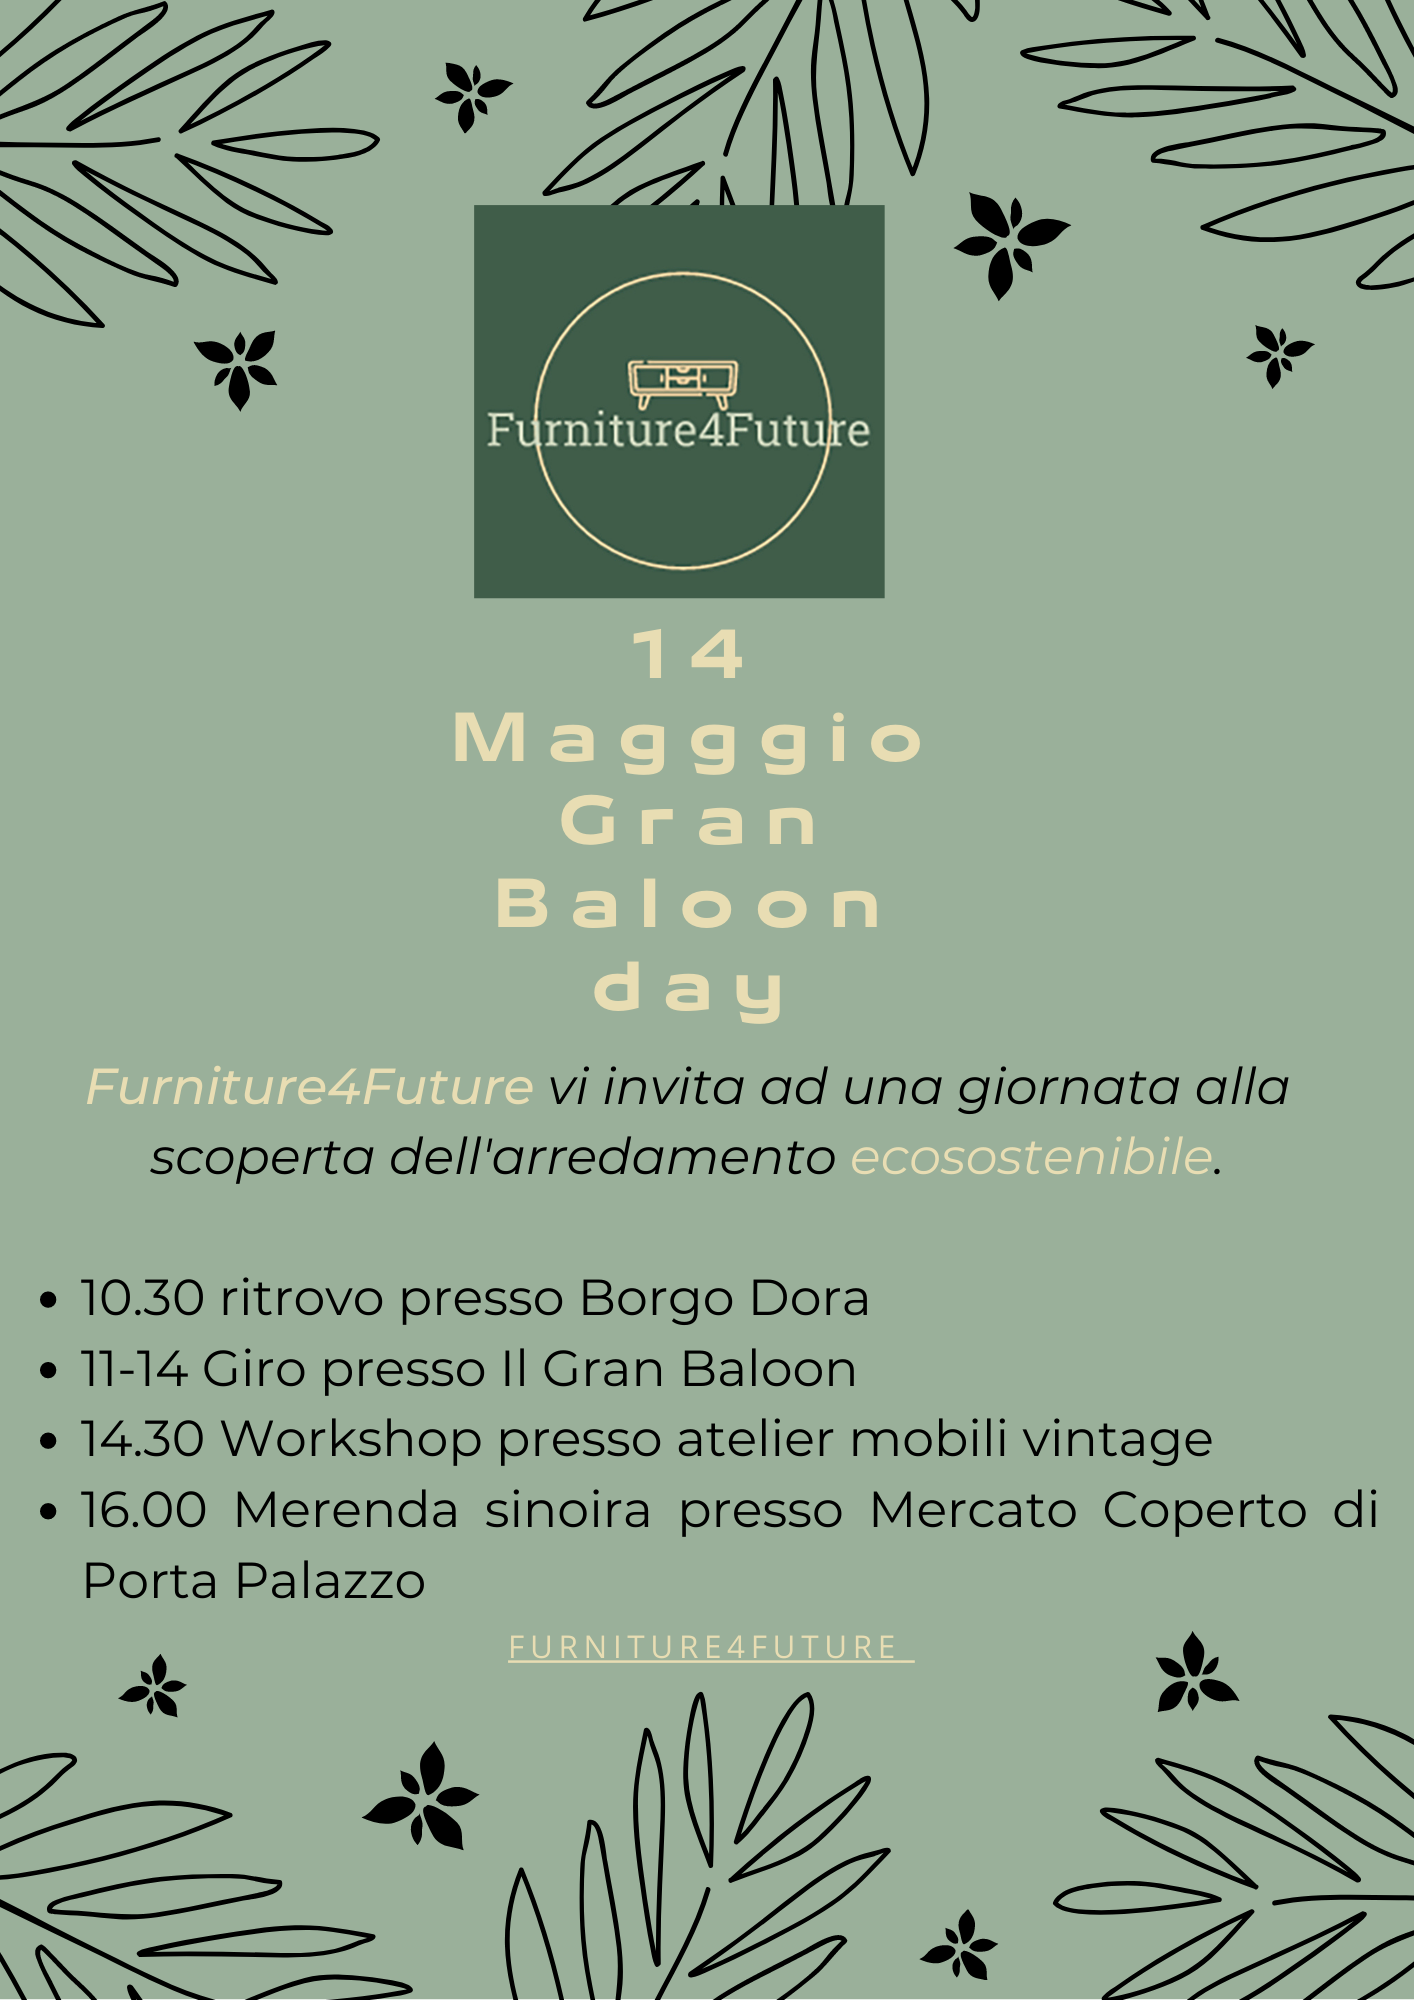 Furniture4Future
14
Magggio
Gran
Baloon
day
Furniture4Future vi invita ad una giornata alla
scoperta dell'arredamento ecosostenibile.
• 10.30 ritrovo presso Borgo Dora
• 11-14 Giro presso Il Gran Baloon
• 14.30 Workshop presso atelier mobili vintage
• 16.00 Merenda sinoira presso Mercato Coperto di
Porta Palazzo
FURNITURE4FUTURE